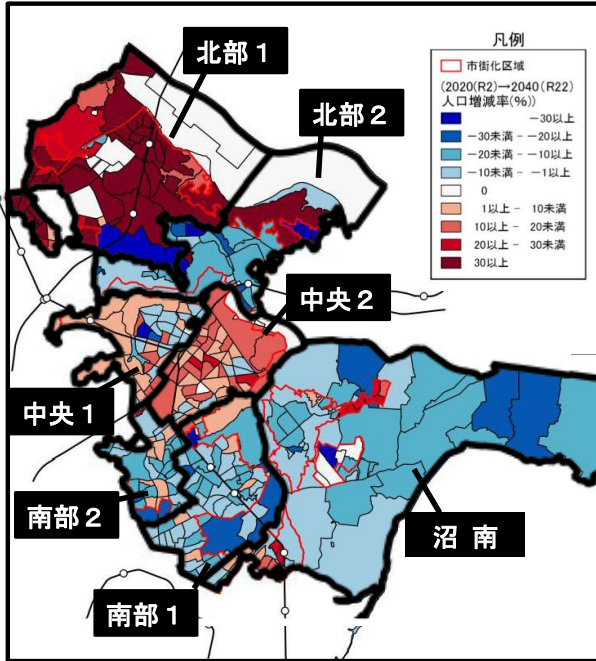 凡例
市街化区域
(2020(R2)→2040(R22)
人口増減率(%))
-30以上
-30未満 - -20以上
-20未満 - -10以上
-10未満 - -1以上
0
1以上 - 10未満
10以上 - 20未満
20以上 - 30未満
30以上
北部1
北部2
中央2
中央1
南部2
沼南
南部1